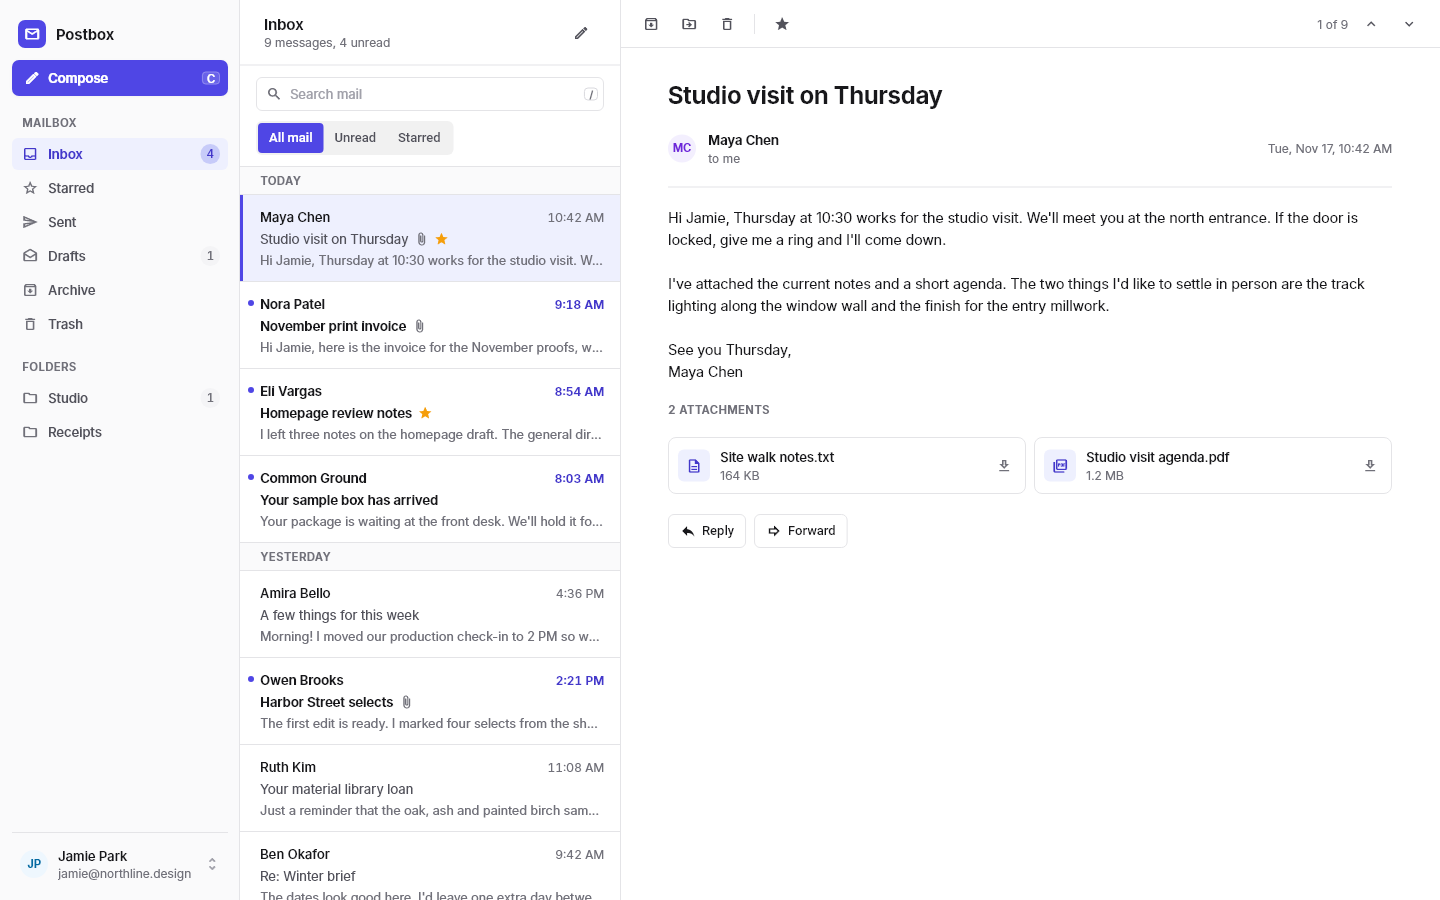 Postbox
Compose
C
MAILBOX
Inbox
4
Starred
Sent
Drafts
1
Archive
Trash
FOLDERS
Studio
1
Receipts
JP
Jamie Park
jamie@northline.design
Inbox
9 messages, 4 unread
Search mail
/
All mail
Unread
Starred
TODAY
Maya Chen
10:42 AM
Studio visit on Thursday
Hi Jamie, Thursday at 10:30 works for the studio visit. W...
Nora Patel
9:18 AM
November print invoice
Hi Jamie, here is the invoice for the November proofs, w...
Eli Vargas
8:54 AM
Homepage review notes
I left three notes on the homepage draft. The general dir...
Common Ground
8:03 AM
Your sample box has arrived
Your package is waiting at the front desk. We'll hold it fo...
YESTERDAY
Amira Bello
4:36 PM
A few things for this week
Morning! I moved our production check-in to 2 PM so w...
Owen Brooks
2:21 PM
Harbor Street selects
The first edit is ready. I marked four selects from the sh...
Ruth Kim
11:08 AM
Your material library loan
Just a reminder that the oak, ash and painted birch sam...
Ben Okafor
9:42 AM
Re: Winter brief
The dates look good here. I'd leave one extra day betwe...
1 of 9
Studio visit on Thursday
MC
Maya Chen
to me
Tue, Nov 17, 10:42 AM
Hi Jamie, Thursday at 10:30 works for the studio visit. We'll meet you at the north entrance. If the door is
locked, give me a ring and I'll come down.
I've attached the current notes and a short agenda. The two things I'd like to settle in person are the track
lighting along the window wall and the finish for the entry millwork.
See you Thursday,
Maya Chen
2 ATTACHMENTS
Site walk notes.txt
164 KB
PDF
Studio visit agenda.pdf
1.2 MB
Reply
Forward